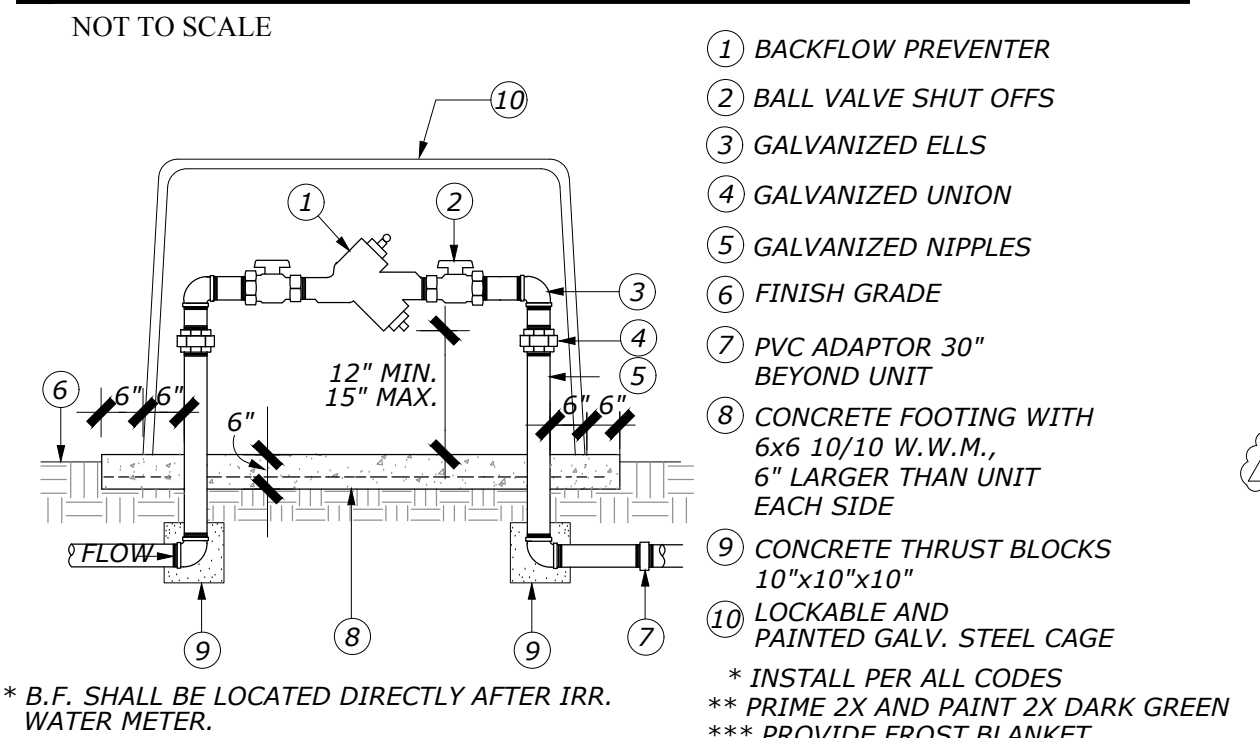 NOT TO SCALE
10
1
2
3
4
12" MIN.
15" MAX.
5
6
6" 6"
6"
6" 6"
FLOW
9
8
9
7
* B.F. SHALL BE LOCATED DIRECTLY AFTER IRR.
WATER METER.
1 BACKFLOW PREVENTER
2 BALL VALVE SHUT OFFS
3 GALVANIZED ELLS
4 GALVANIZED UNION
5 GALVANIZED NIPPLES
6 FINISH GRADE
7 PVC ADAPTOR 30"
BEYOND UNIT
8 CONCRETE FOOTING WITH
6x6 10/10 W.W.M.,
6" LARGER THAN UNIT
EACH SIDE
9 CONCRETE THRUST BLOCKS
10"x10"x10"
10 LOCKABLE AND
PAINTED GALV. STEEL CAGE
* INSTALL PER ALL CODES
** PRIME 2X AND PAINT 2X DARK GREEN
*** PROVIDE FROST BLANKET